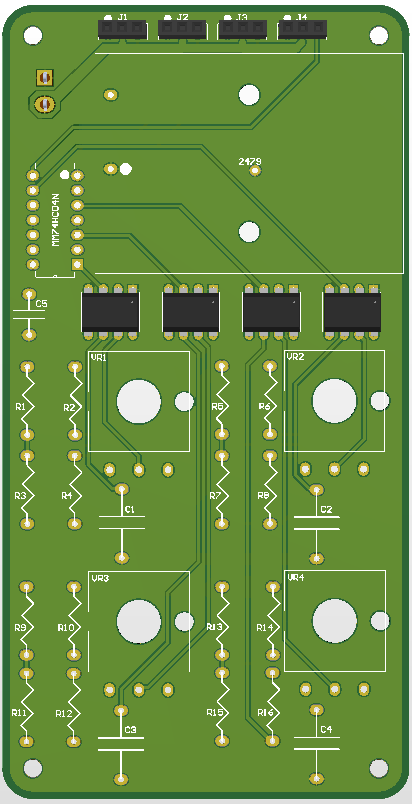 J1 J2 J3 J4
2479
MM74HC04N
C5
VR1 VR2
R1 R2 R5 R6
R3 R4 R7 R8
C1 C2
VR3 VR4
R9 R10 R13 R14
R11 R12 R15 R16
C3 C4